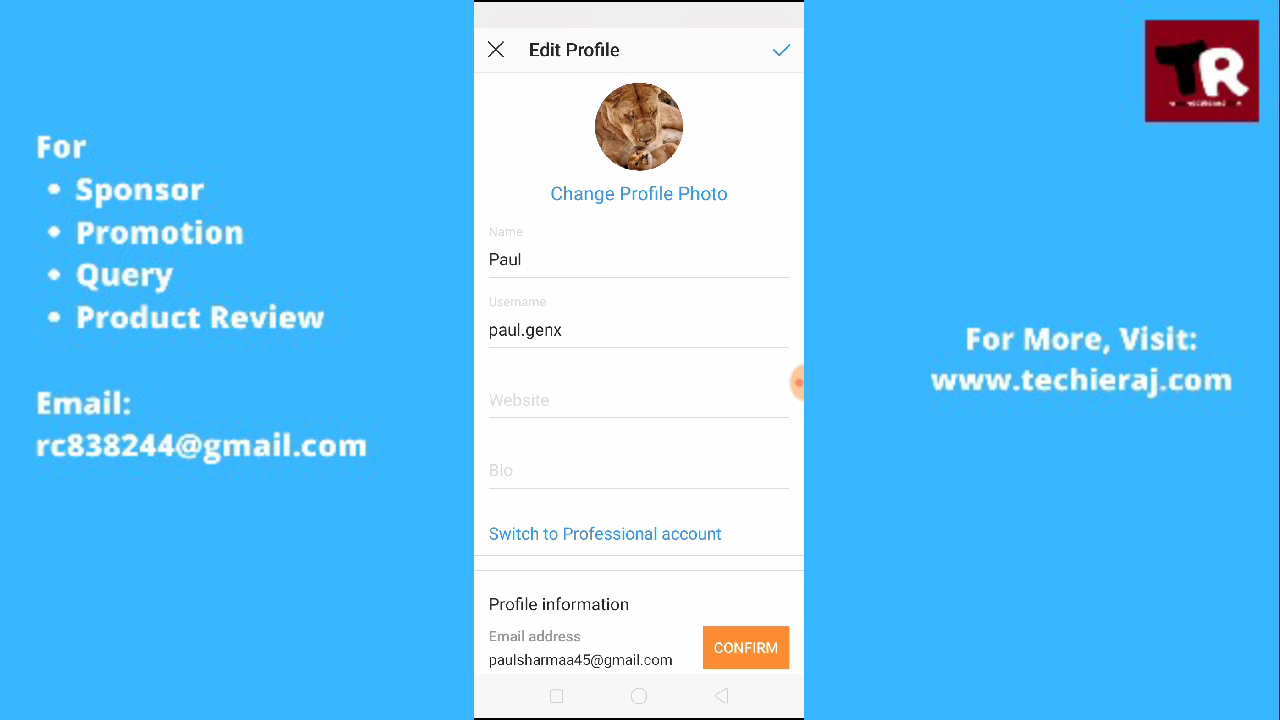 For
• Sponsor
• Promotion
• Query
• Product Review
Email:
rc838244@gmail.com
Edit Profile
Change Profile Photo
Name
Paul
Username
paul.genx
Website
Bio
Switch to Professional account
Profile information
Email address
paulsharmaa45@gmail.com
CONFIRM
TR
For More, Visit:
www.techieraj.com